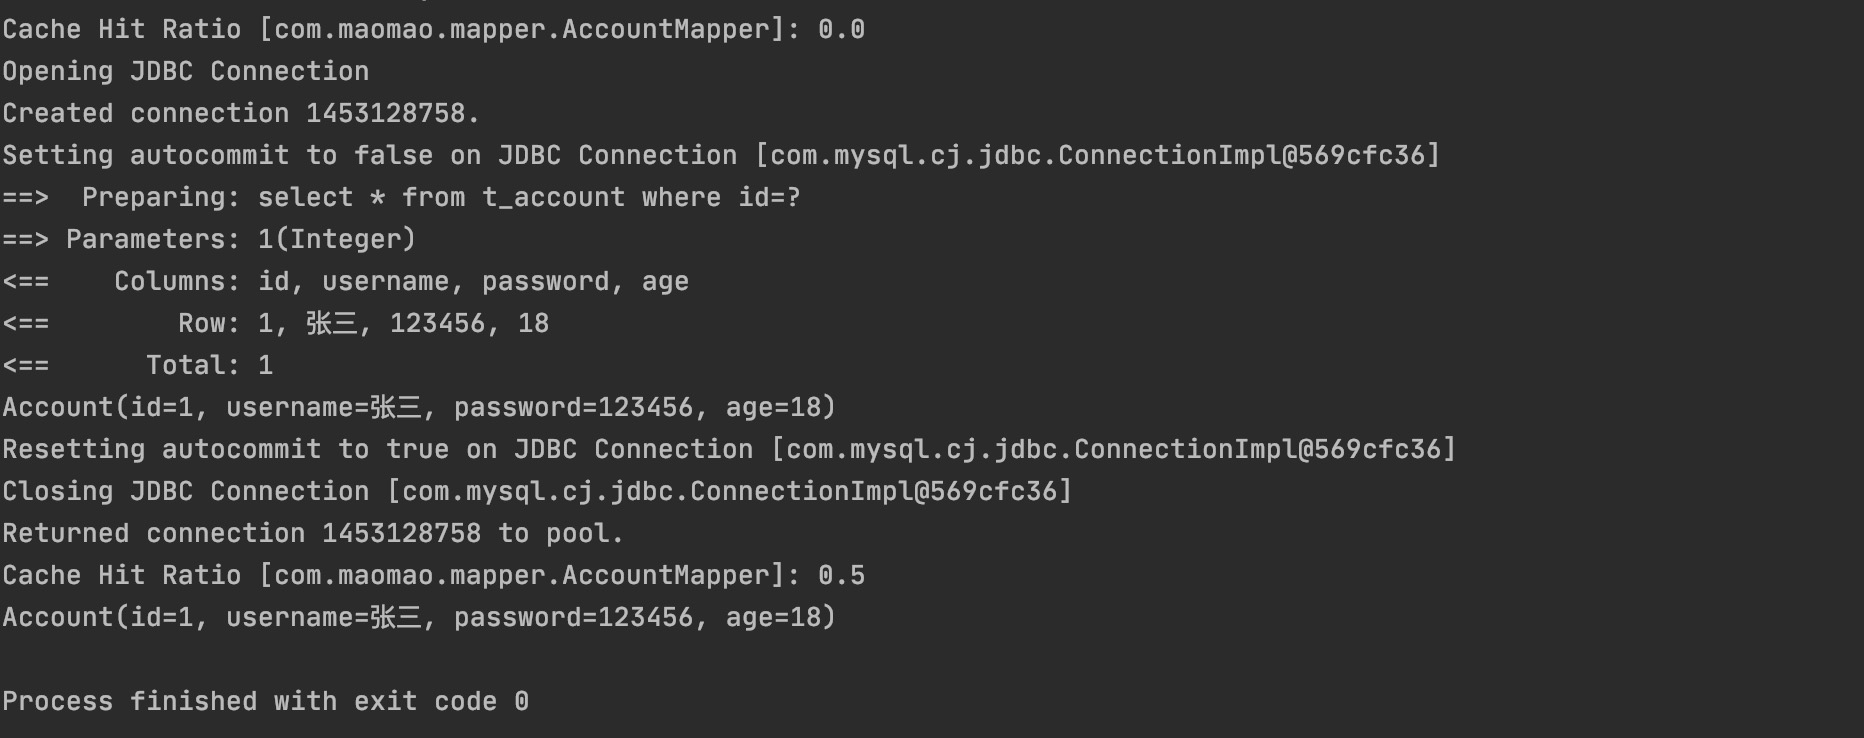 Cache Hit Ratio [com.maomao.mapper.AccountMapper]: 0.0
Opening JDBC Connection
Created connection 1453128758.
Setting autocommit to false on JDBC Connection [com.mysql.cj.jdbc.ConnectionImpl@569cfc36]
==>  Preparing: select * from t_account where id=?
==> Parameters: 1(Integer)
<==    Columns: id, username, password, age
<==        Row: 1, 张三, 123456, 18
<==      Total: 1
Account(id=1, username=张三, password=123456, age=18)
Resetting autocommit to true on JDBC Connection [com.mysql.cj.jdbc.ConnectionImpl@569cfc36]
Closing JDBC Connection [com.mysql.cj.jdbc.ConnectionImpl@569cfc36]
Returned connection 1453128758 to pool.
Cache Hit Ratio [com.maomao.mapper.AccountMapper]: 0.5
Account(id=1, username=张三, password=123456, age=18)
Process finished with exit code 0